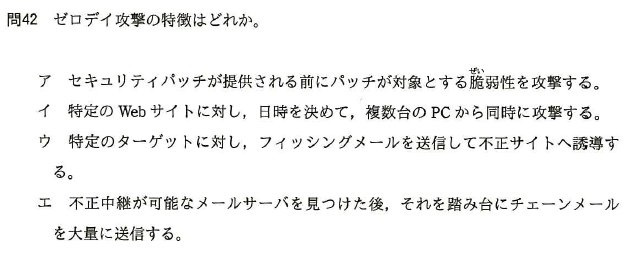 問42 ゼロデイ攻撃の特徴はどれか。
ア セキュリティパッチが提供される前にパッチが対象とする脆弱性を攻撃する。
イ 特定の Web サイトに対し，日時を決めて，複数台の PC から同時に攻撃する。
ウ 特定のターゲットに対し，フィッシングメールを送信して不正サイトへ誘導す
る。
エ 不正中継が可能なメールサーバを見つけた後，それを踏み台にチェーンメール
を大量に送信する。